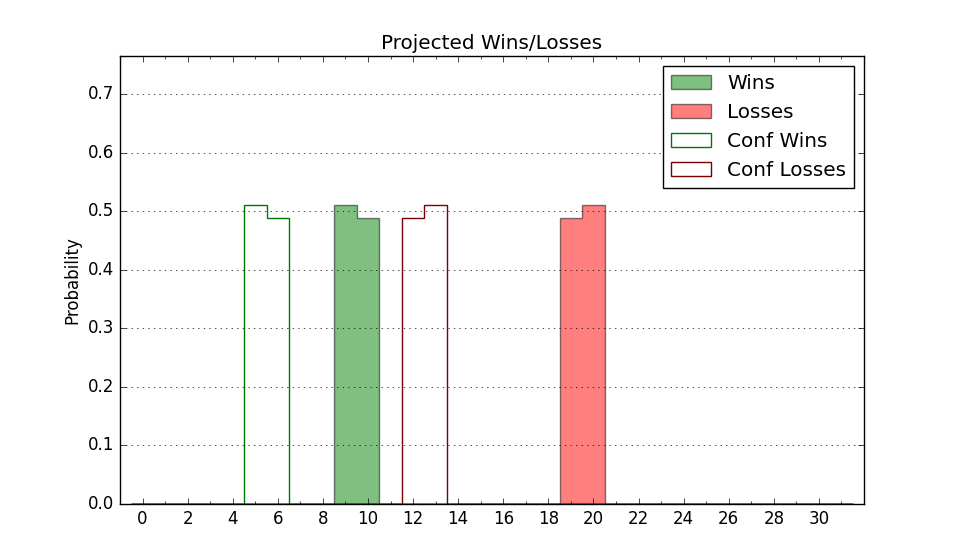 Projected Wins/Losses
Wins
Losses
Conf Wins
Conf Losses
Probability
0.7
0.6
0.5
0.4
0.3
0.2
0.1
0.0
0 2 4 6 8 10 12 14 16 18 20 22 24 26 28 30